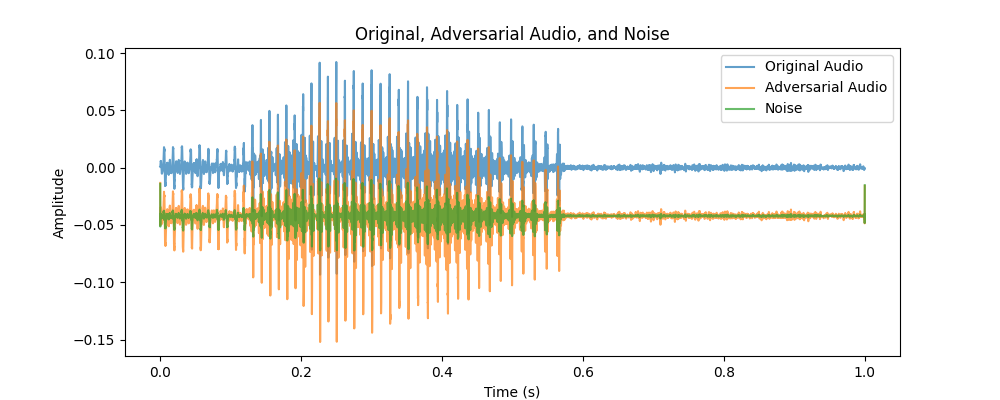 Original, Adversarial Audio, and Noise
Original Audio
Adversarial Audio
Noise
0.10
0.05
0.00
−0.05
−0.10
−0.15
Amplitude
0.0 0.2 0.4 0.6 0.8 1.0
Time (s)